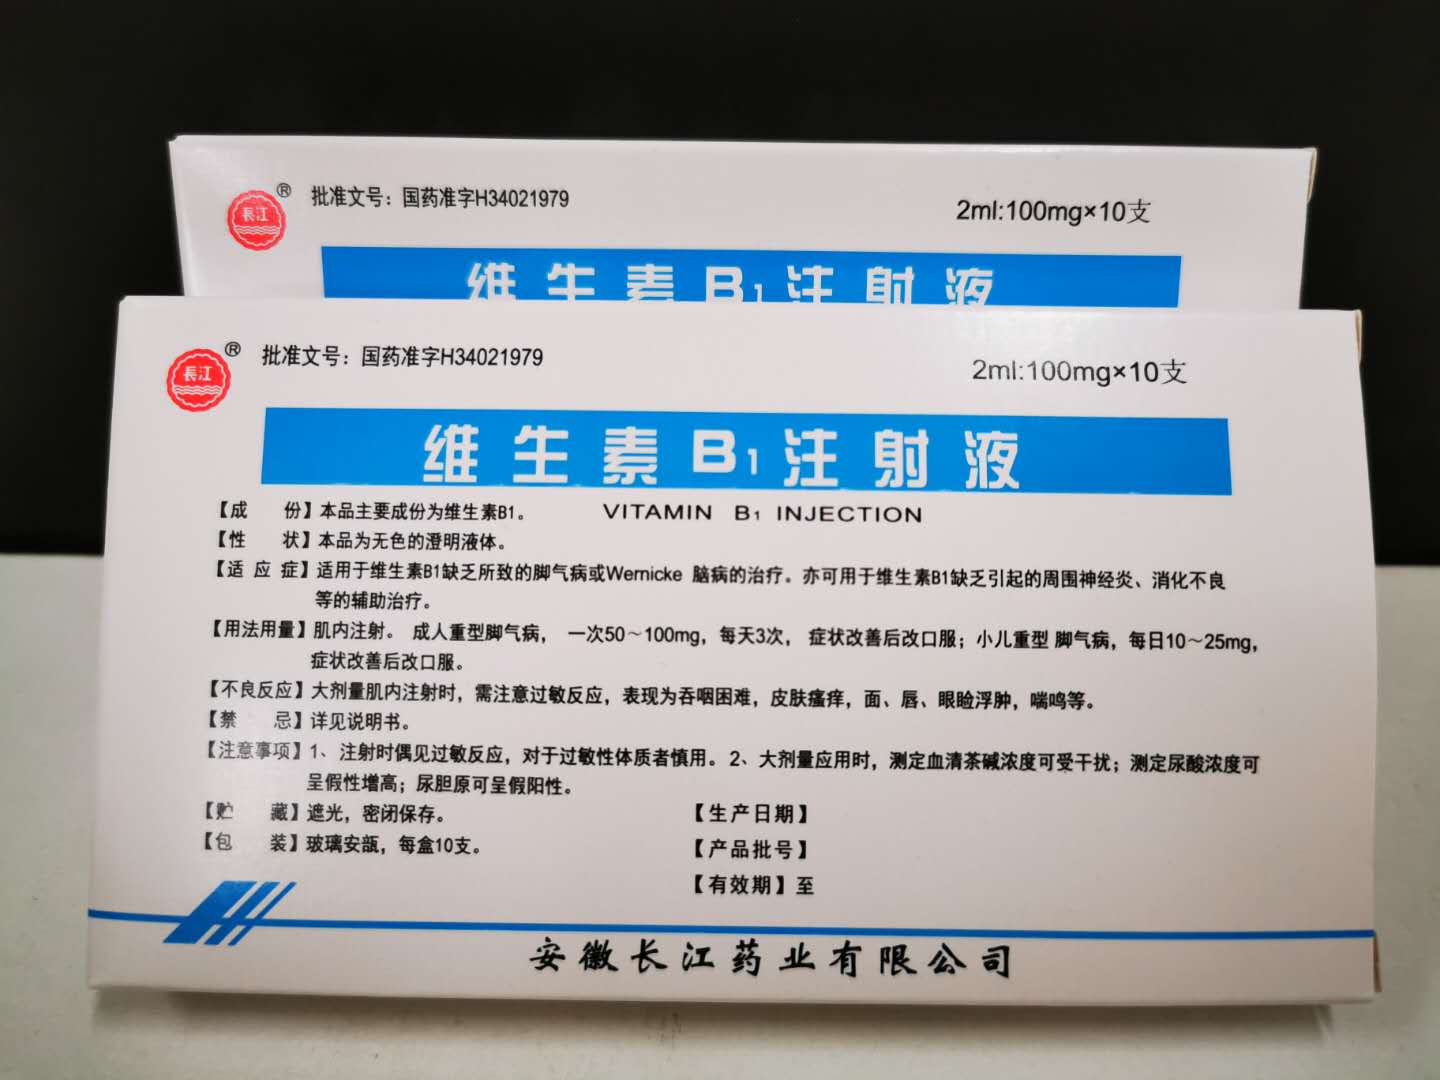 長江 ® 批准文号：国药准字H34021979 2ml:100mg×10支
维生素B1注射液
長江 ® 批准文号：国药准字H34021979 2ml:100mg×10支
维生素B1注射液
【成 份】本品主要成份为维生素B1。 VITAMIN B1 INJECTION
【性 状】本品为无色的澄明液体。
【适 应 症】适用于维生素B1缺乏所致的脚气病或Wernicke 脑病的治疗。亦可用于维生素B1缺乏引起的周围神经炎、消化不良
等的辅助治疗。
【用法用量】肌内注射。 成人重型脚气病， 一次50～100mg，每天3次， 症状改善后改口服；小儿重型 脚气病，每日10～25mg，
症状改善后改口服。
【不良反应】大剂量肌内注射时，需注意过敏反应，表现为吞咽困难，皮肤瘙痒，面、唇、眼睑浮肿，喘鸣等。
【禁 忌】详见说明书。
【注意事项】1、注射时偶见过敏反应，对于过敏性体质者慎用。2、大剂量应用时，测定血清茶碱浓度可受干扰；测定尿酸浓度可
呈假性增高；尿胆原可呈假阳性。
【贮 藏】遮光，密闭保存。 【生产日期】
【包 装】玻璃安瓿，每盒10支。 【产品批号】
【有效期】至
安徽长江药业有限公司